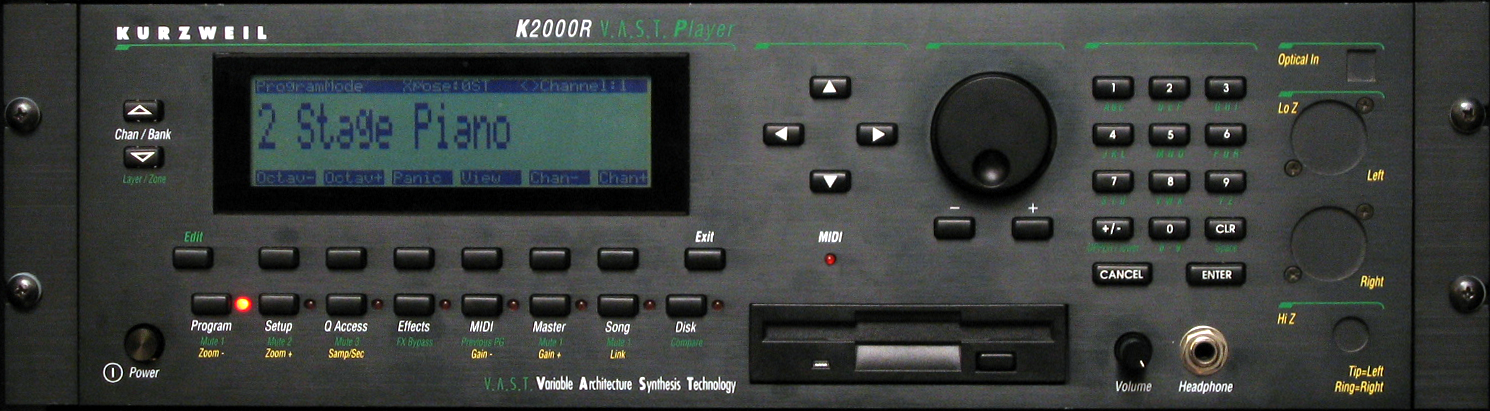 KURZWEIL
K2000R V.A.S.T. Player
ProgramMode Xpose:0ST <>Channel:1
2 Stage Piano
Octav- Octav+ Panic View Chan- Chan+
Chan / Bank
Layer / Zone
Edit
Exit
Program Setup Q Access Effects MIDI Master Song Disk
Mute 1 Mute 2 Mute 3 FX Bypass Previous PG Mute 1 Mute 1 Compare
Zoom - Zoom + Samp/Sec Gain - Gain + Link
Power
V.A.S.T. Variable Architecture Synthesis Technology
MIDI
- +
1 2 3
4 5 6
JKL MNO PQR
7 8 9
+/- 0 CLR
Space
CANCEL ENTER
Volume Headphone
Optical In
Lo Z
Left
Right
Hi Z
Tip=Left
Ring=Right